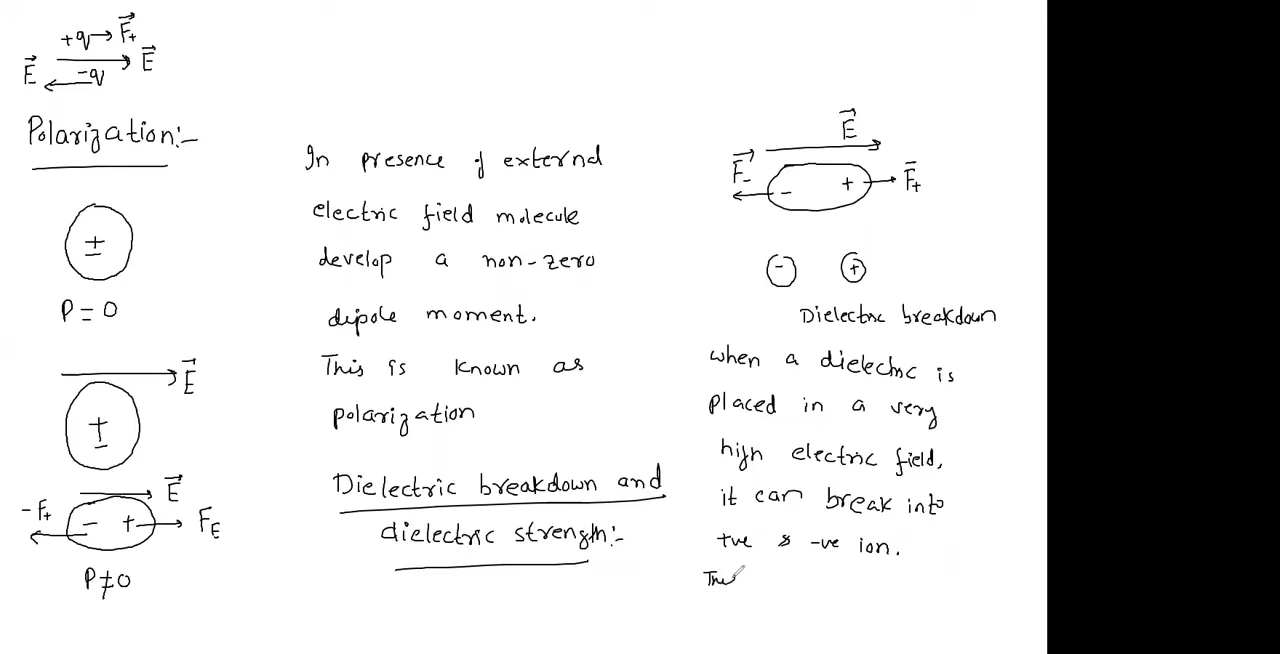 +q→ F⃗₊
E⃗
E⃗ -q
Polarization:-
±
P = 0
E⃗
±
E⃗
-F₊ - + F_E
P≠0
In presence of external
electric field molecule
develop a non-zero
dipole moment.
This is known as
polarization
Dielectric breakdown and
dielectric strength:-
E⃗
F⃗₋ - + F⃗₊
- +
Dielectric breakdown
when a dielectric is
placed in a very
high electric field,
it can break into
+ve & -ve ion.